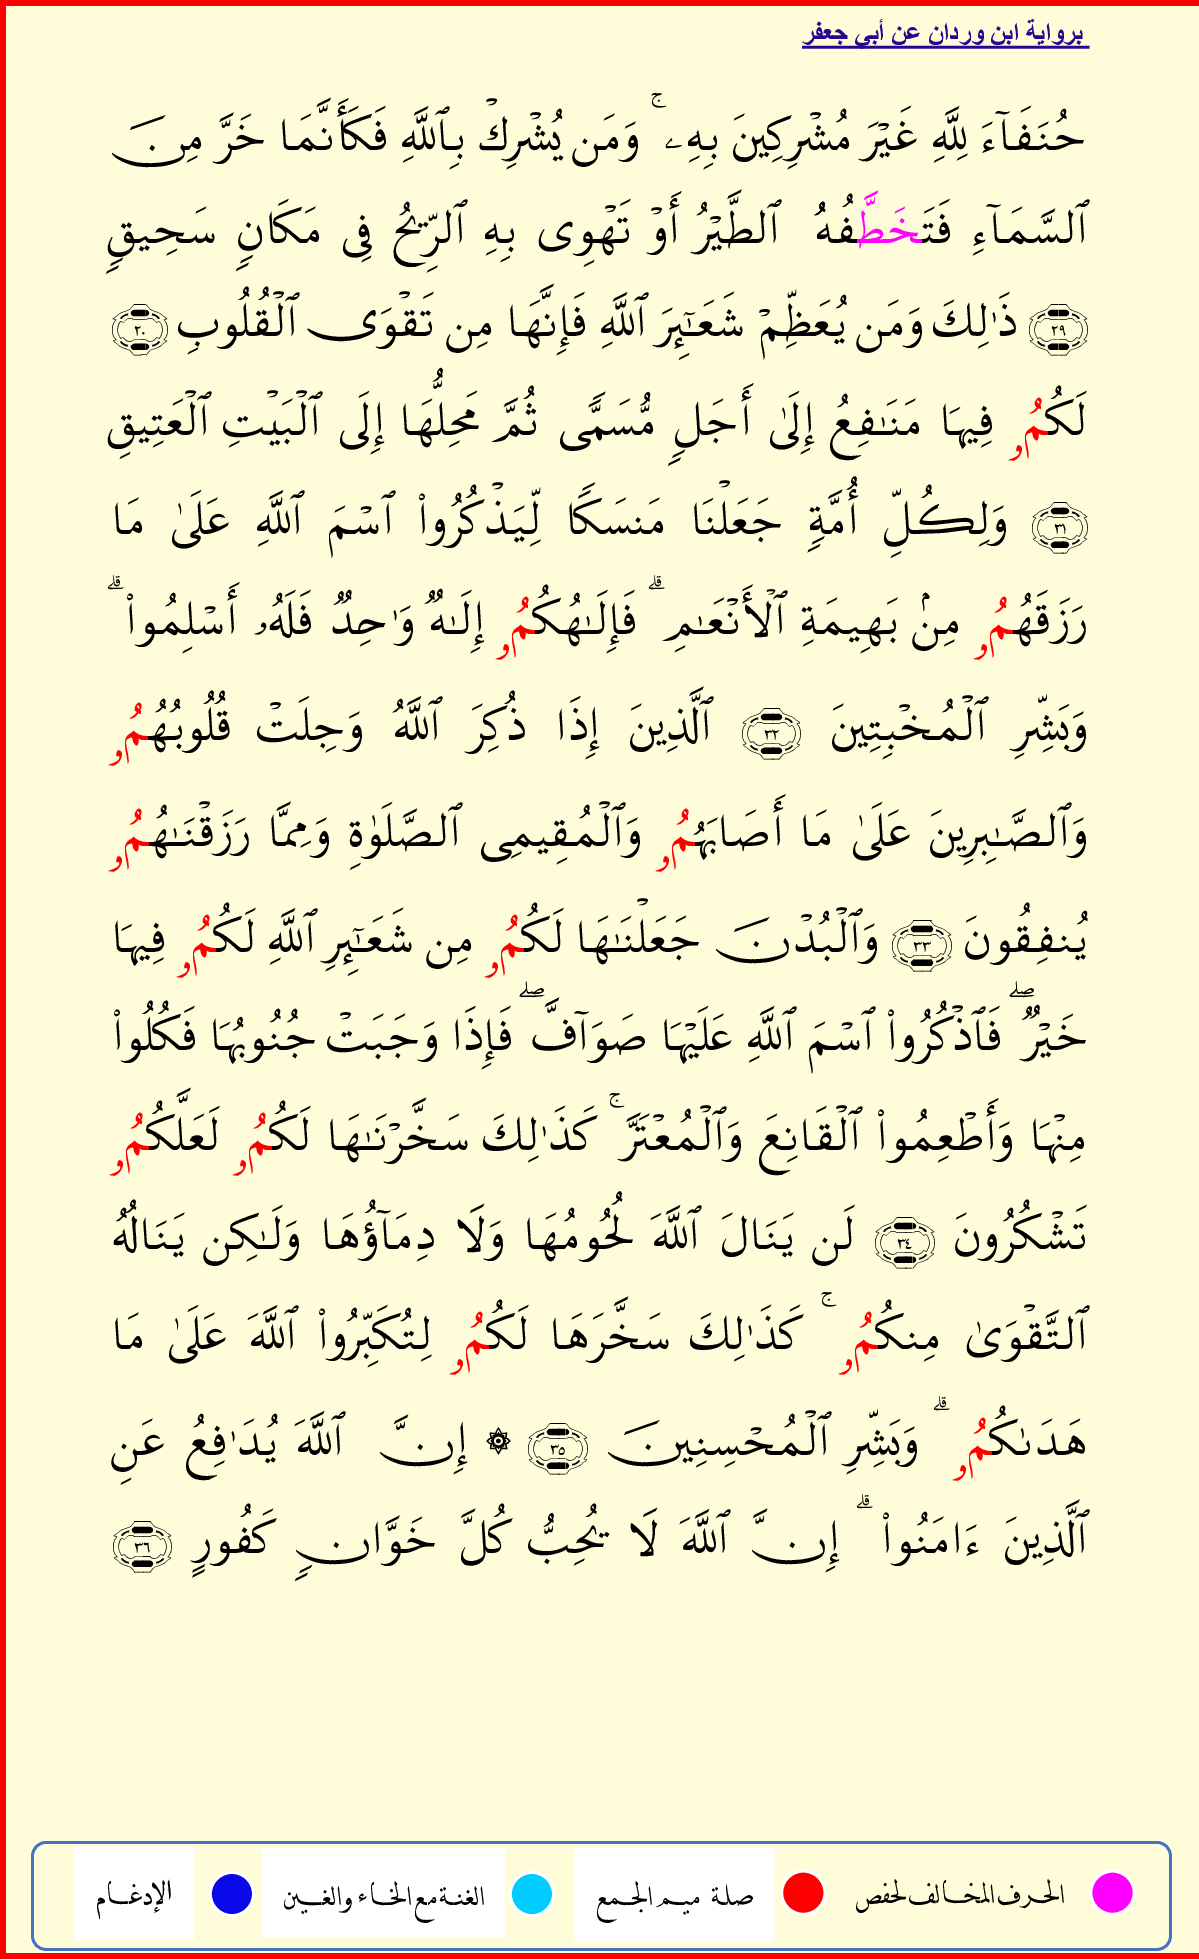 برواية ابن وردان عن أبي جعفر
حُنَفَآءَ لِلَّهِ غَيْرَ مُشْرِكِينَ بِهِۦ ۚ وَمَن يُشْرِكْ بِٱللَّهِ فَكَأَنَّمَا خَرَّ مِنَ
ٱلسَّمَآءِ فَتَخَطَّفُهُ ٱلطَّيْرُ أَوْ تَهْوِى بِهِ ٱلرِّيحُ فِى مَكَانٍ سَحِيقٍ
٢٩ ذَٰلِكَ وَمَن يُعَظِّمْ شَعَـٰٓئِرَ ٱللَّهِ فَإِنَّهَا مِن تَقْوَى ٱلْقُلُوبِ ٣٠
لَكُمُۥ فِيهَا مَنَـٰفِعُ إِلَىٰٓ أَجَلٍ مُّسَمًّى ثُمَّ مَحِلُّهَا إِلَى ٱلْبَيْتِ ٱلْعَتِيقِ
٣١ وَلِكُلِّ أُمَّةٍ جَعَلْنَا مَنسَكًا لِّيَذْكُرُوا۟ ٱسْمَ ٱللَّهِ عَلَىٰ مَا
رَزَقَهُمُۥ مِنۢ بَهِيمَةِ ٱلْأَنْعَـٰمِ ۗ فَإِلَـٰهُكُمُۥ إِلَـٰهٌ وَٰحِدٌ فَلَهُۥ أَسْلِمُوا۟ ۗ
وَبَشِّرِ ٱلْمُخْبِتِينَ ٣٢ ٱلَّذِينَ إِذَا ذُكِرَ ٱللَّهُ وَجِلَتْ قُلُوبُهُمُۥ
وَٱلصَّـٰبِرِينَ عَلَىٰ مَا أَصَابَهُمُۥ وَٱلْمُقِيمِى ٱلصَّلَوٰةِ وَمِمَّا رَزَقْنَـٰهُمُۥ
يُنفِقُونَ ٣٣ وَٱلْبُدْنَ جَعَلْنَـٰهَا لَكُمُۥ مِن شَعَـٰٓئِرِ ٱللَّهِ لَكُمُۥ فِيهَا
خَيْرٌ ۖ فَٱذْكُرُوا۟ ٱسْمَ ٱللَّهِ عَلَيْهَا صَوَآفَّ ۖ فَإِذَا وَجَبَتْ جُنُوبُهَا فَكُلُوا۟
مِنْهَا وَأَطْعِمُوا۟ ٱلْقَانِعَ وَٱلْمُعْتَرَّ ۚ كَذَٰلِكَ سَخَّرْنَـٰهَا لَكُمُۥ لَعَلَّكُمُۥ
تَشْكُرُونَ ٣٤ لَن يَنَالَ ٱللَّهَ لُحُومُهَا وَلَا دِمَآؤُهَا وَلَـٰكِن يَنَالُهُ
ٱلتَّقْوَىٰ مِنكُمُۥ ۚ كَذَٰلِكَ سَخَّرَهَا لَكُمُۥ لِتُكَبِّرُوا۟ ٱللَّهَ عَلَىٰ مَا
هَدَىٰكُمُۥ ۗ وَبَشِّرِ ٱلْمُحْسِنِينَ ٣٥ ۞ إِنَّ ٱللَّهَ يُدَٰفِعُ عَنِ
ٱلَّذِينَ ءَامَنُوا۟ ۗ إِنَّ ٱللَّهَ لَا يُحِبُّ كُلَّ خَوَّانٍ كَفُورٍ ٣٦
الحرف المخالف لحفص صلة ميم الجمع الغنة مع الخاء والغين الإدغام